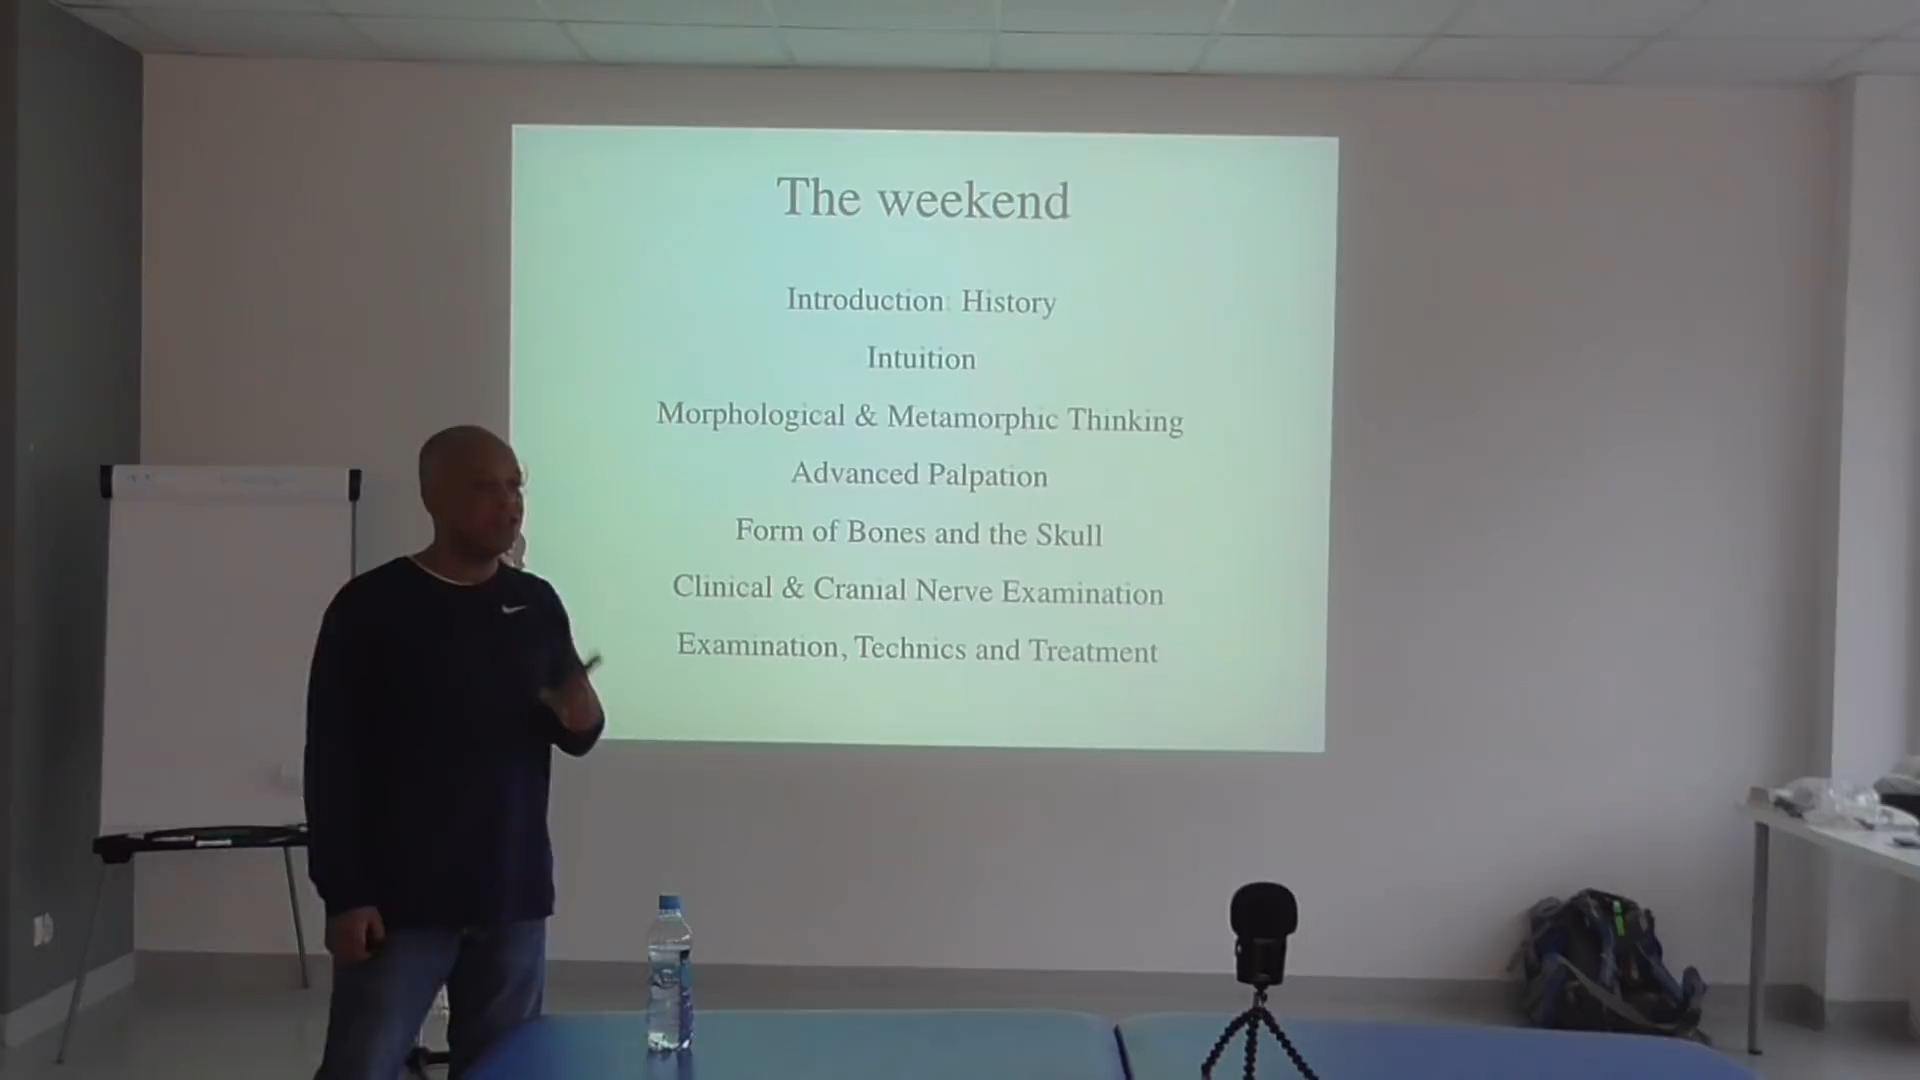 The weekend
Introduction: History
Intuition
Morphological & Metamorphic Thinking
Advanced Palpation
Form of Bones and the Skull
Clinical & Cranial Nerve Examination
Examination, Technics and Treatment